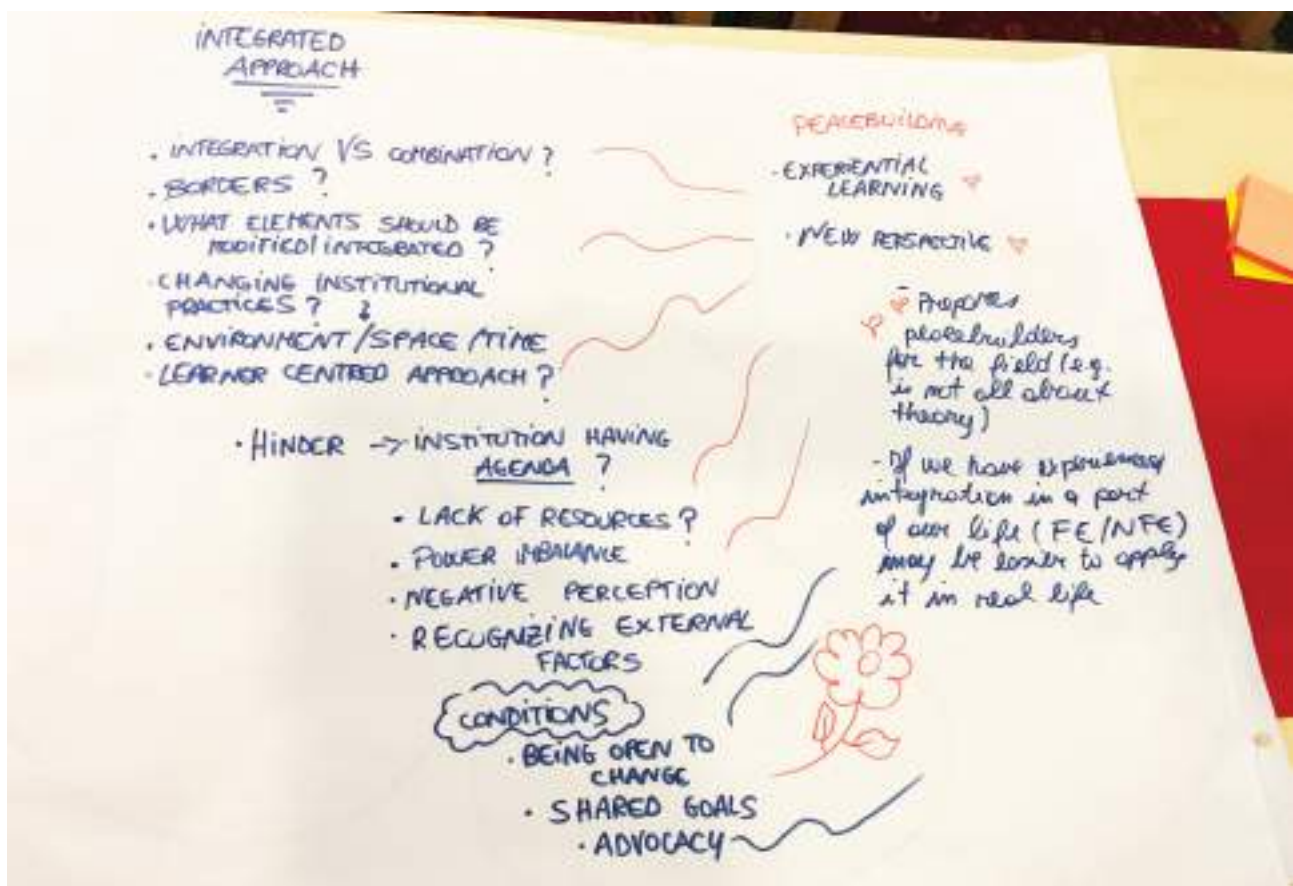 INTEGRATED
APPROACH
. INTEGRATION VS COMBINATION?
. BORDERS?
. WHAT ELEMENTS SHOULD BE
MODIFIED/INTEGRATED?
. CHANGING INSTITUTIONAL
PRACTICES?
. ENVIRONMENT/SPACE/TIME
. LEARNER CENTRED APPROACH?
. HINDER -> INSTITUTION HAVING
AGENDA?
. LACK OF RESOURCES?
. POWER IMBALANCE
. NEGATIVE PERCEPTION
. RECOGNIZING EXTERNAL
FACTORS
CONDITIONS
. BEING OPEN TO
CHANGE
. SHARED GOALS
. ADVOCACY
PEACEBUILDING
. EXPERIENTIAL
LEARNING
. NEW PERSPECTIVE
- Prepares
peacebuilders
for the field (e.g.
is not all about
theory)
- If we have experienced
integration in a part
of our life (FE/NFE)
may be easier to apply
it in real life